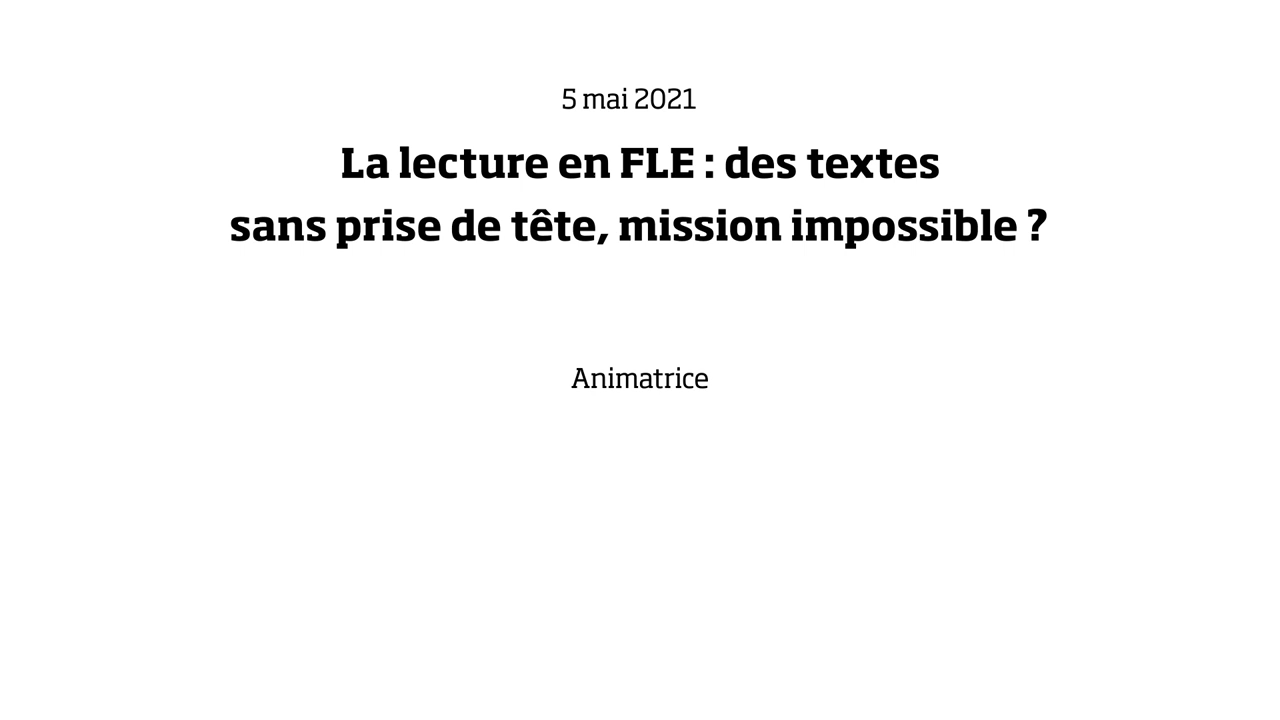 5 mai 2021
La lecture en FLE : des textes
sans prise de tête, mission impossible ?
Animatrice